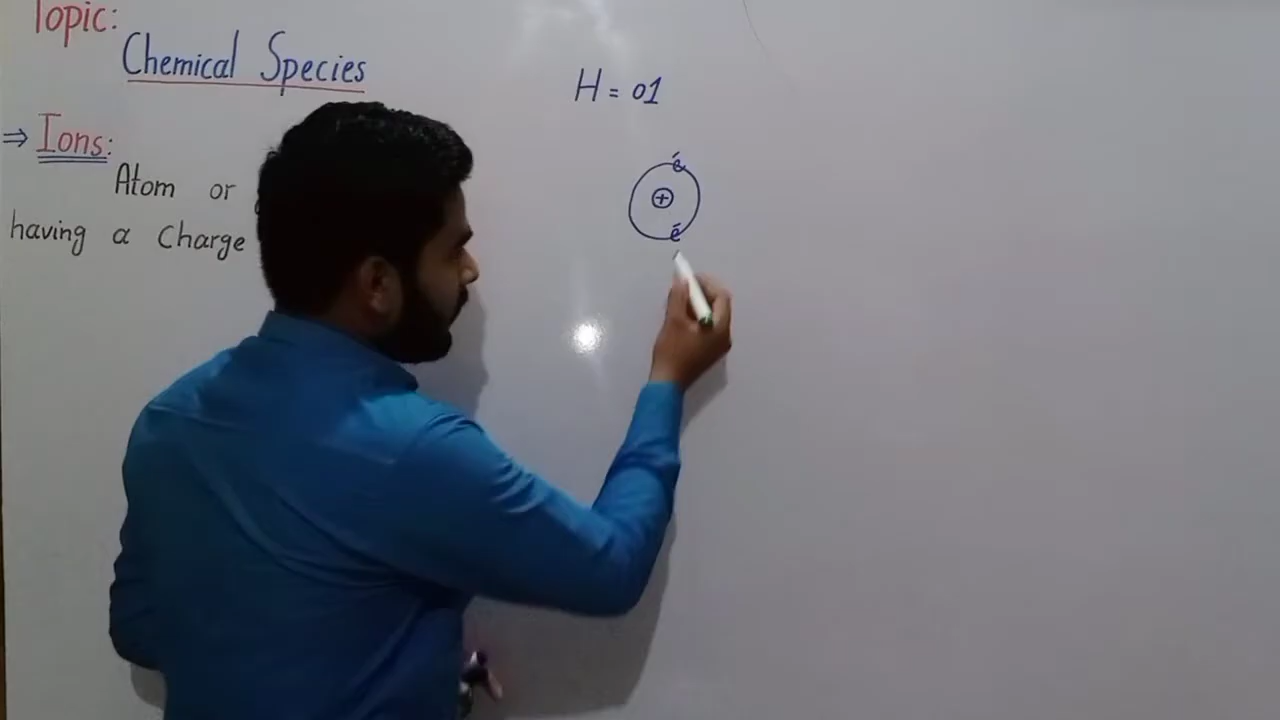 Topic:
Chemical Species
⇒ Ions:
Atom or
having a Charge
H = 01
é
+
é